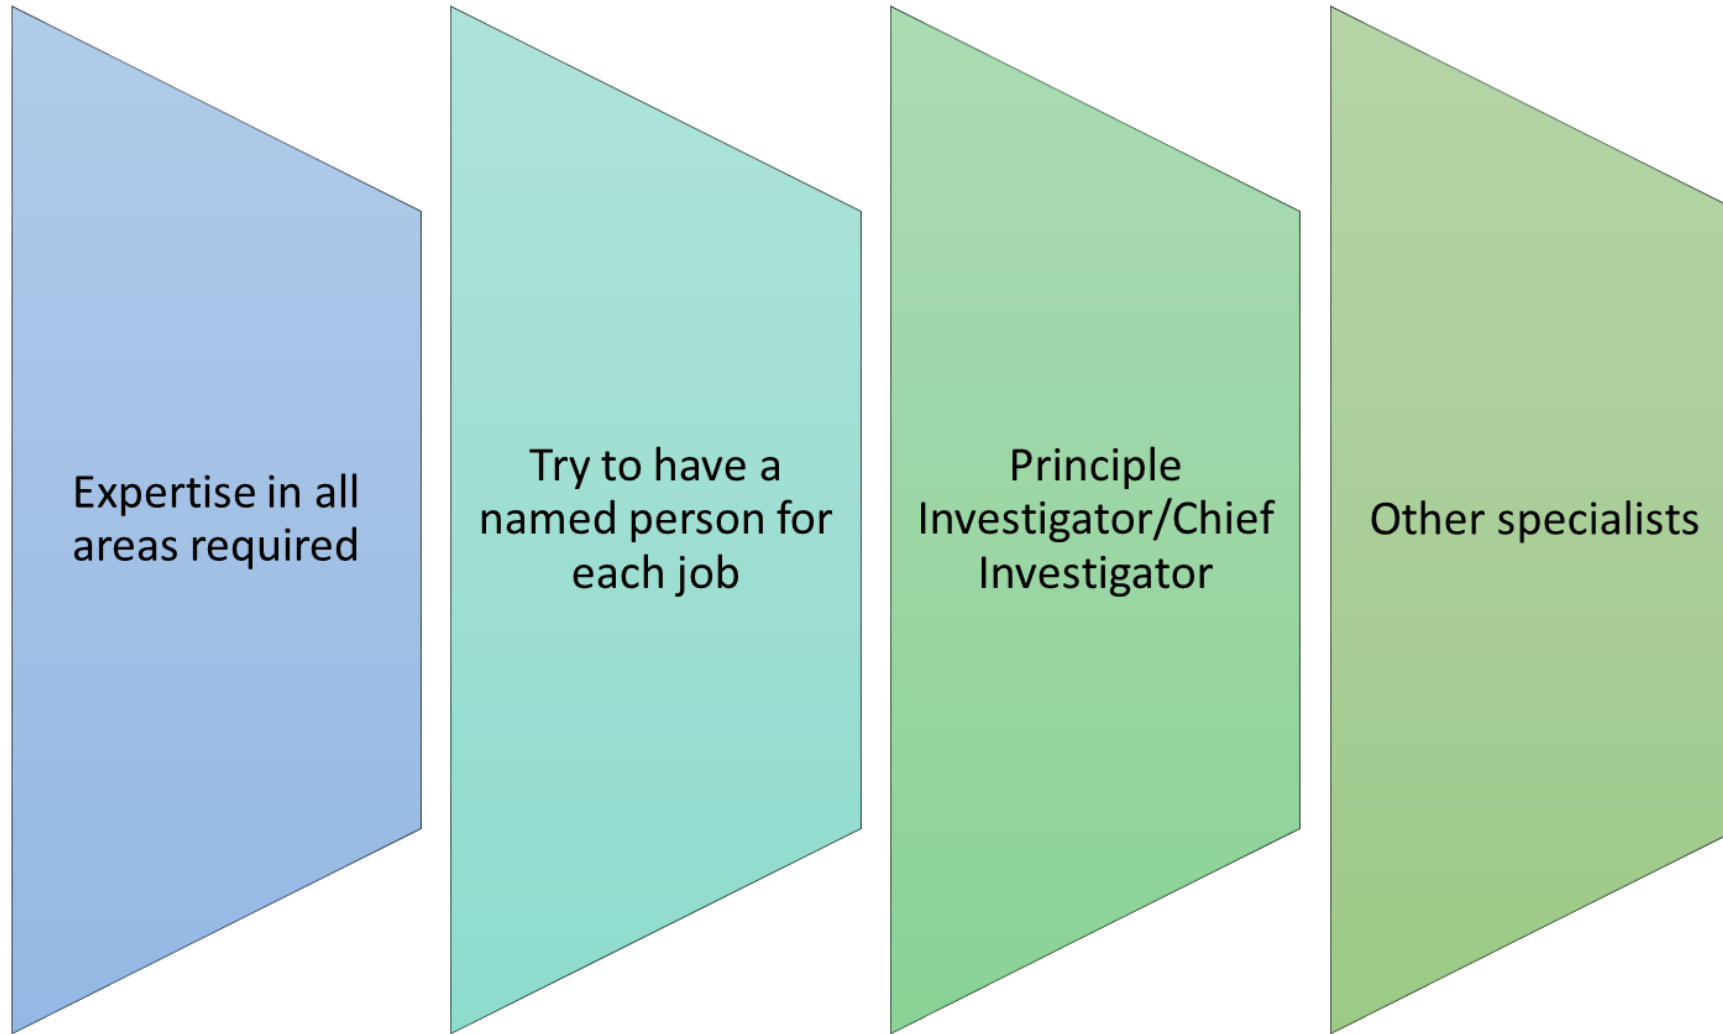 Expertise in all
areas required
Try to have a
named person for
each job
Principle
Investigator/Chief
Investigator
Other specialists